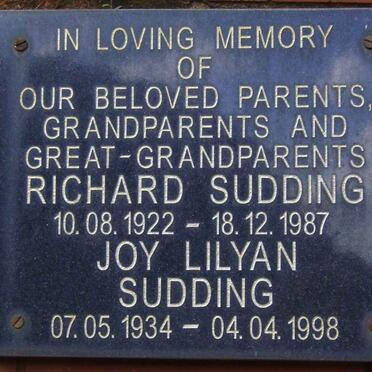 IN LOVING MEMORY
OF
OUR BELOVED PARENTS,
GRANDPARENTS AND
GREAT-GRANDPARENTS
RICHARD SUDDING
10.08.1922 - 18.12.1987
JOY LILYAN
SUDDING
07.05.1934 - 04.04.1998